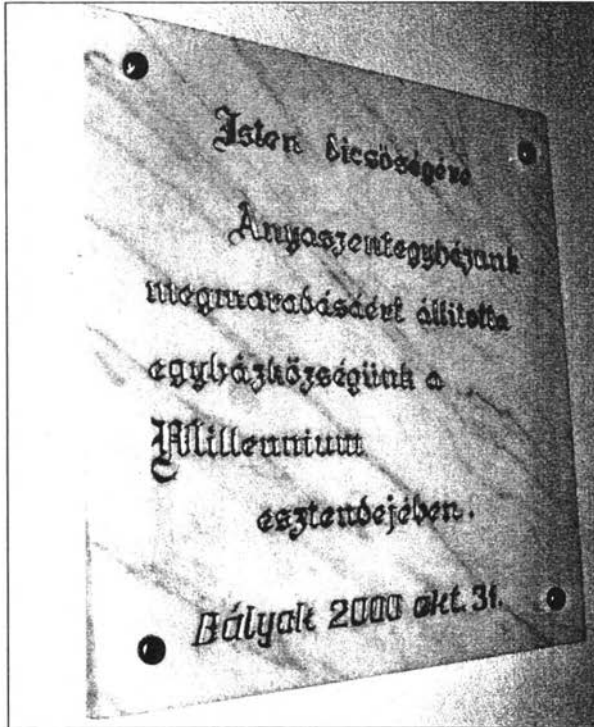 Isten dicsőségére
Anyaszentegyházunk
megmaradásáért állította
egyházközségünk a
Millennium
esztendejében.
Bályok 2000 okt. 31.